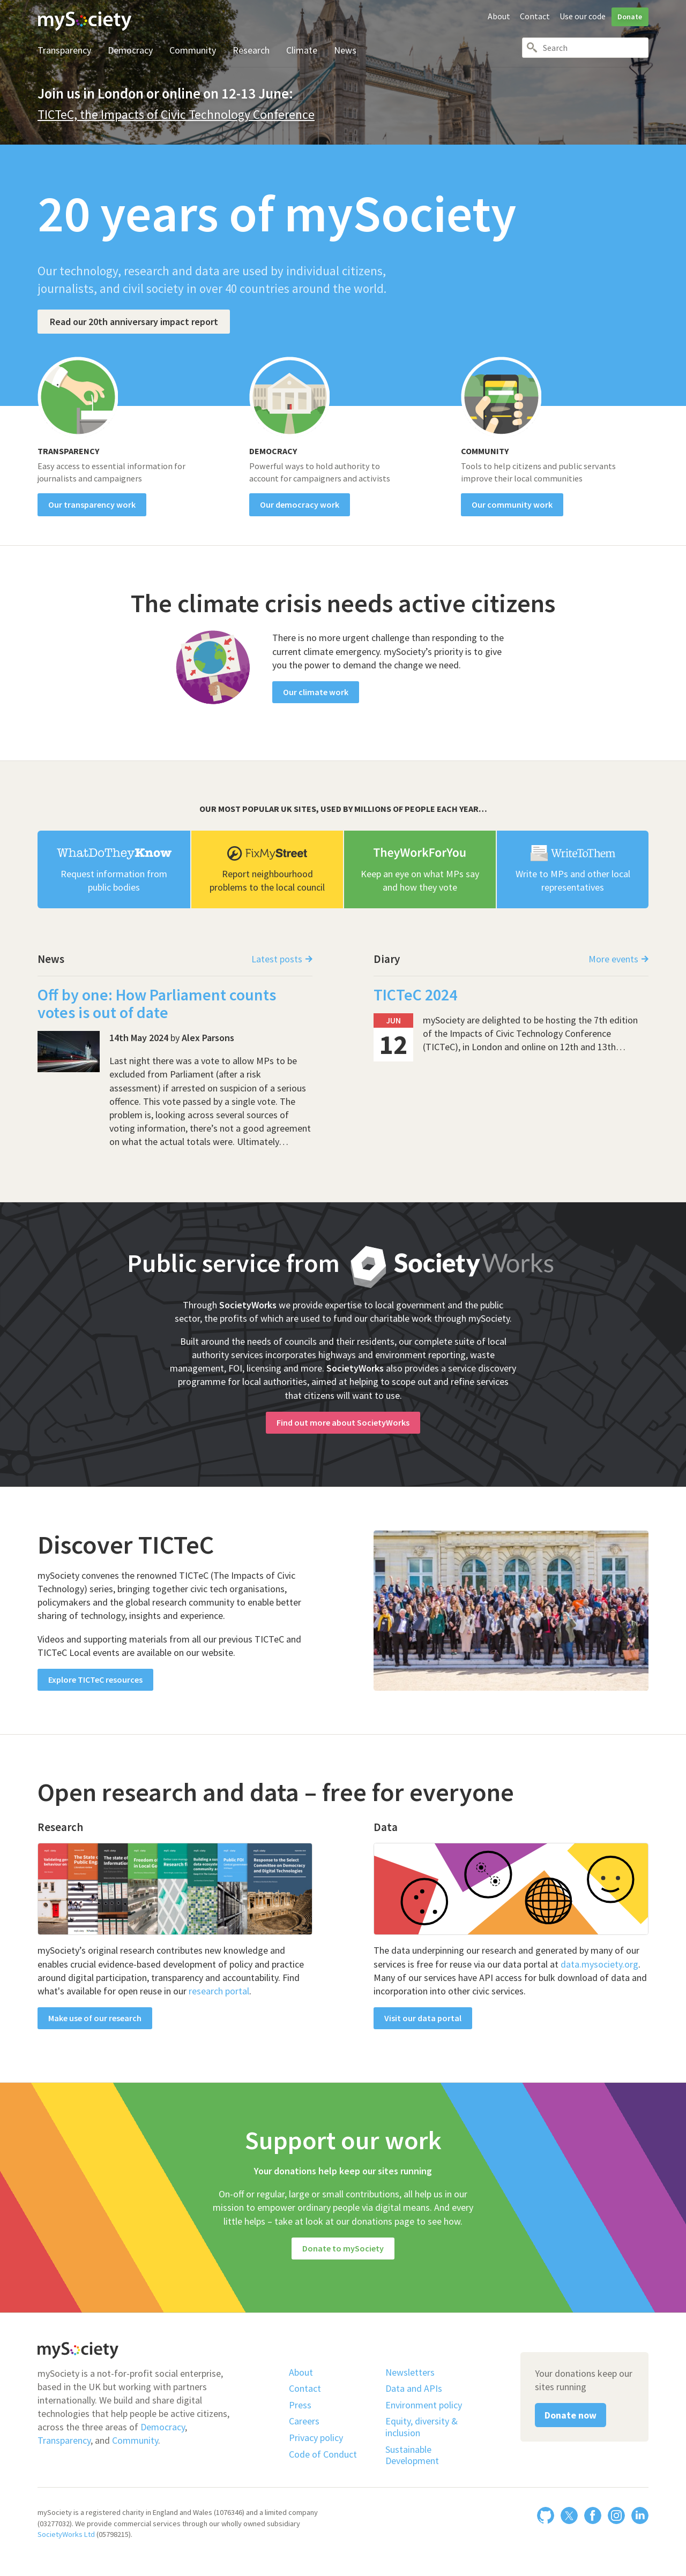 mySociety
About Contact Use our code Donate
Transparency Democracy Community Research Climate News
Search
Join us in London or online on 12-13 June:
TICTeC, the Impacts of Civic Technology Conference
20 years of mySociety
Our technology, research and data are used by individual citizens,
journalists, and civil society in over 40 countries around the world.
Read our 20th anniversary impact report
TRANSPARENCY
Easy access to essential information for
journalists and campaigners
Our transparency work
DEMOCRACY
Powerful ways to hold authority to
account for campaigners and activists
Our democracy work
COMMUNITY
Tools to help citizens and public servants
improve their local communities
Our community work
The climate crisis needs active citizens
There is no more urgent challenge than responding to the
current climate emergency. mySociety's priority is to give
you the power to demand the change we need.
Our climate work
OUR MOST POPULAR UK SITES, USED BY MILLIONS OF PEOPLE EACH YEAR…
WhatDoTheyKnow
Request information from
public bodies
FixMyStreet
Report neighbourhood
problems to the local council
TheyWorkForYou
Keep an eye on what MPs say
and how they vote
WriteToThem
Write to MPs and other local
representatives
News
Latest posts →
Off by one: How Parliament counts
votes is out of date
14th May 2024 by Alex Parsons
Last night there was a vote to allow MPs to be
excluded from Parliament (after a risk
assessment) if arrested on suspicion of a serious
offence. This vote passed by a single vote. The
problem is, looking across several sources of
voting information, there's not a good agreement
on what the actual totals were. Ultimately…
Diary
More events →
TICTeC 2024
JUN
12
mySociety are delighted to be hosting the 7th edition
of the Impacts of Civic Technology Conference
(TICTeC), in London and online on 12th and 13th…
Public service from SocietyWorks
Through SocietyWorks we provide expertise to local government and the public
sector, the profits of which are used to fund our charitable work through mySociety.
Built around the needs of councils and their residents, our complete suite of local
authority services incorporates highways and environment reporting, waste
management, FOI, licensing and more. SocietyWorks also provides a service discovery
programme for local authorities, aimed at helping to scope out and refine services
that citizens will want to use.
Find out more about SocietyWorks
Discover TICTeC
mySociety convenes the renowned TICTeC (The Impacts of Civic
Technology) series, bringing together civic tech organisations,
policymakers and the global research community to enable better
sharing of technology, insights and experience.
Videos and supporting materials from all our previous TICTeC and
TICTeC Local events are available on our website.
Explore TICTeC resources
Open research and data – free for everyone
Research
Response to the Select
Committee on Democracy
and Digital Technologies
mySociety's original research contributes new knowledge and
enables crucial evidence-based development of policy and practice
around digital participation, transparency and accountability. Find
what's available for open reuse in our research portal.
Make use of our research
Data
The data underpinning our research and generated by many of our
services is free for reuse via our data portal at data.mysociety.org.
Many of our services have API access for bulk download of data and
incorporation into other civic services.
Visit our data portal
Support our work
Your donations help keep our sites running
On-off or regular, large or small contributions, all help us in our
mission to empower ordinary people via digital means. And every
little helps – take at look at our donations page to see how.
Donate to mySociety
mySociety
mySociety is a not-for-profit social enterprise,
based in the UK but working with partners
internationally. We build and share digital
technologies that help people be active citizens,
across the three areas of Democracy,
Transparency, and Community.
About
Contact
Press
Careers
Privacy policy
Code of Conduct
Newsletters
Data and APIs
Environment policy
Equity, diversity &
inclusion
Sustainable
Development
Your donations keep our
sites running
Donate now
mySociety is a registered charity in England and Wales (1076346) and a limited company
(03277032). We provide commercial services through our wholly owned subsidiary
SocietyWorks Ltd (05798215).